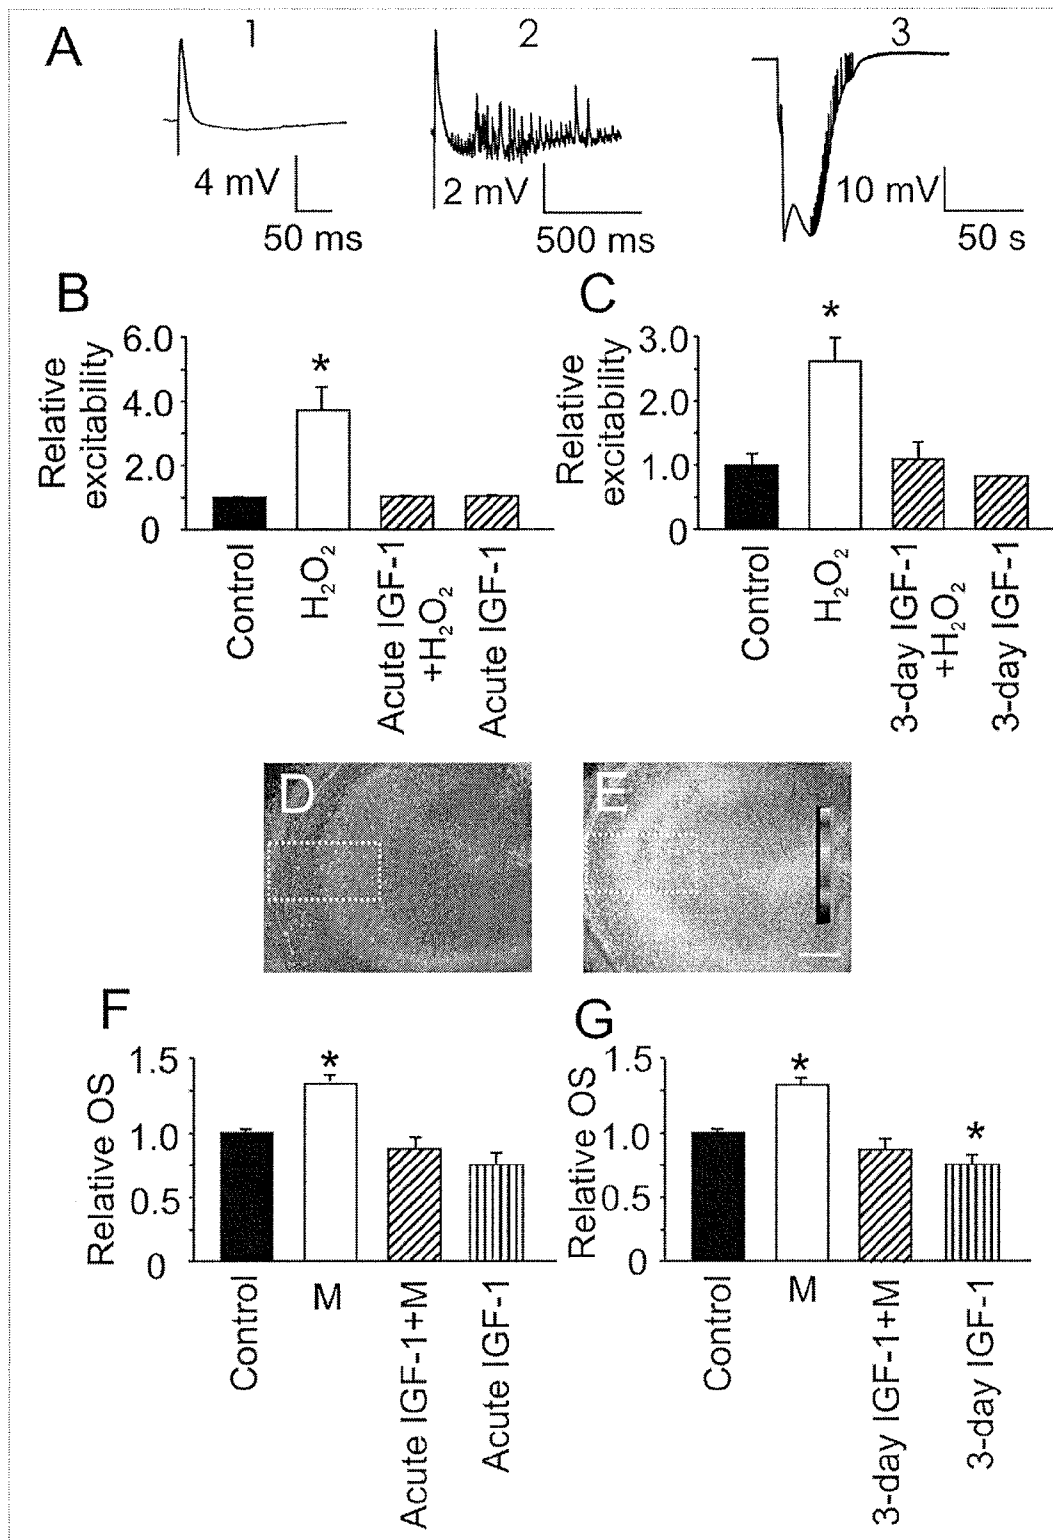 A
1
2
3
4 mV
50 ms
2 mV
500 ms
10 mV
50 s
B
Relative
excitability
6.0
4.0
2.0
0
*
Control
H₂O₂
Acute IGF-1
+H₂O₂
Acute IGF-1
C
Relative
excitability
3.0
2.0
1.0
0
*
Control
H₂O₂
3-day IGF-1
+H₂O₂
3-day IGF-1
D
E
F
Relative OS
1.5
1.0
0.5
0
*
Control
M
Acute IGF-1+M
Acute IGF-1
G
Relative OS
1.5
1.0
0.5
0
*
*
Control
M
3-day IGF-1+M
3-day IGF-1